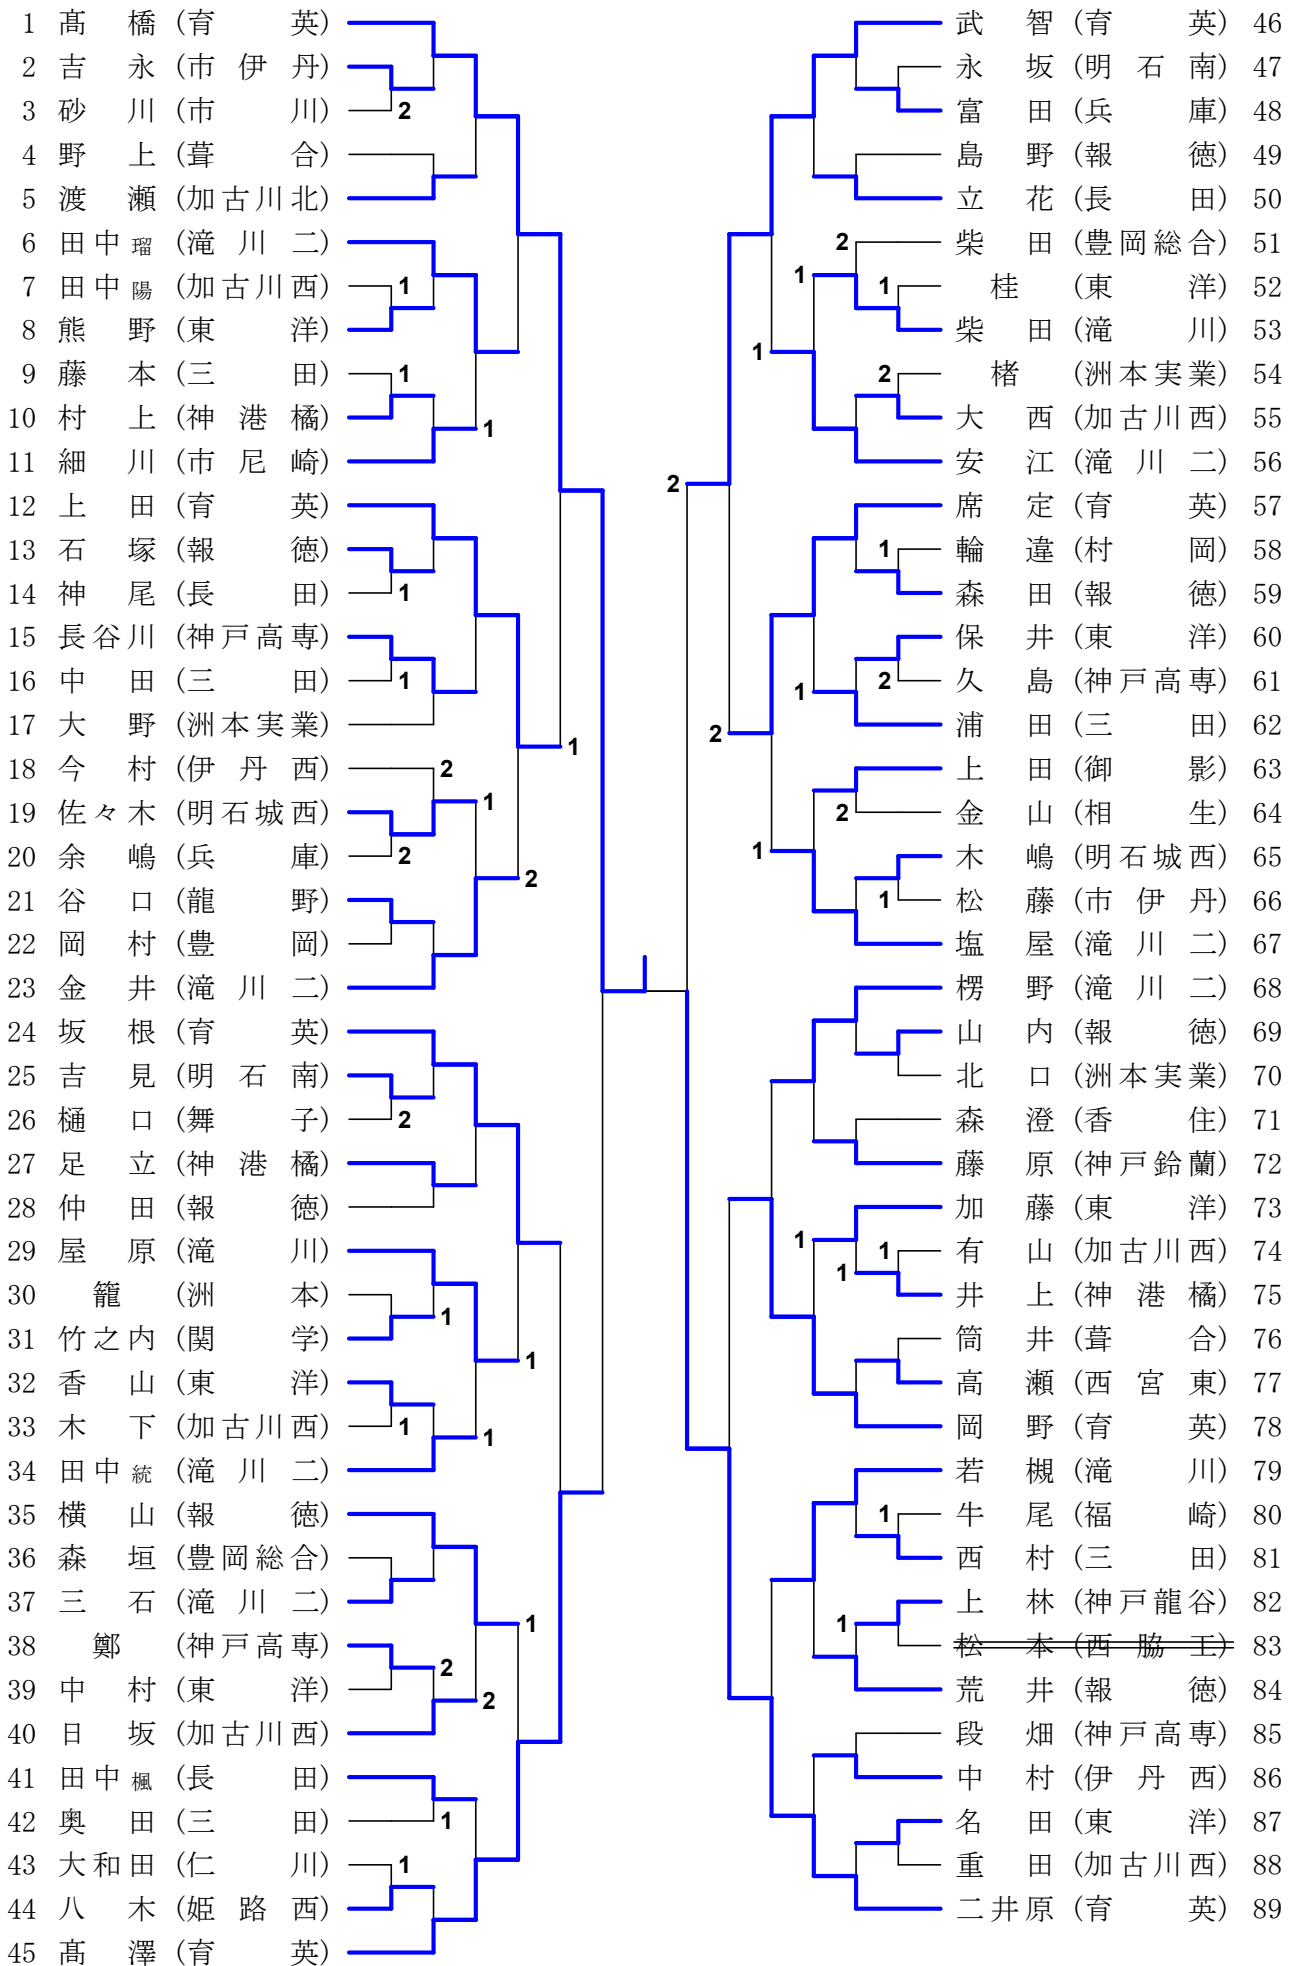 1 髙橋 (育英)
2 吉永 (市伊丹)
3 砂川 (市川) 2
4 野上 (葺合)
5 渡瀬 (加古川北)
6 田中瑠 (滝川二)
7 田中陽 (加古川西) 1
8 熊野 (東洋)
9 藤本 (三田) 1
10 村上 (神港橘) 1
11 細川 (市尼崎)
12 上田 (育英)
13 石塚 (報徳)
14 神尾 (長田) 1
15 長谷川 (神戸高専)
16 中田 (三田) 1
17 大野 (洲本実業) 1
18 今村 (伊丹西) 2
19 佐々木 (明石城西) 1
20 余嶋 (兵庫) 2 2
21 谷口 (龍野)
22 岡村 (豊岡)
23 金井 (滝川二)
24 坂根 (育英)
25 吉見 (明石南)
26 樋口 (舞子) 2
27 足立 (神港橘)
28 仲田 (報徳)
29 屋原 (滝川)
30 籠 (洲本) 1
31 竹之内 (関学) 1
32 香山 (東洋)
33 木下 (加古川西) 1 1
34 田中統 (滝川二)
35 横山 (報徳)
36 森垣 (豊岡総合)
37 三石 (滝川二) 1
38 鄭 (神戸高専) 2
39 中村 (東洋) 2
40 日坂 (加古川西)
41 田中楓 (長田)
42 奥田 (三田) 1
43 大和田 (仁川) 1
44 八木 (姫路西)
45 髙澤 (育英)
武智 (育英) 46
永坂 (明石南) 47
富田 (兵庫) 48
島野 (報徳) 49
立花 (長田) 50
2 柴田 (豊岡総合) 51
1 1 桂 (東洋) 52
1 柴田 (滝川) 53
2 楮 (洲本実業) 54
大西 (加古川西) 55
2 安江 (滝川二) 56
席定 (育英) 57
1 輪違 (村岡) 58
森田 (報徳) 59
保井 (東洋) 60
1 2 久島 (神戸高専) 61
2 浦田 (三田) 62
上田 (御影) 63
2 金山 (相生) 64
1 木嶋 (明石城西) 65
1 松藤 (市伊丹) 66
塩屋 (滝川二) 67
楞野 (滝川二) 68
山内 (報徳) 69
北口 (洲本実業) 70
森澄 (香住) 71
藤原 (神戸鈴蘭) 72
加藤 (東洋) 73
1 1 有山 (加古川西) 74
1 井上 (神港橘) 75
筒井 (葺合) 76
高瀬 (西宮東) 77
岡野 (育英) 78
若槻 (滝川) 79
1 牛尾 (福崎) 80
西村 (三田) 81
1 上林 (神戸龍谷) 82
松本 (西脇工) 83
荒井 (報徳) 84
段畑 (神戸高専) 85
中村 (伊丹西) 86
名田 (東洋) 87
重田 (加古川西) 88
二井原 (育英) 89